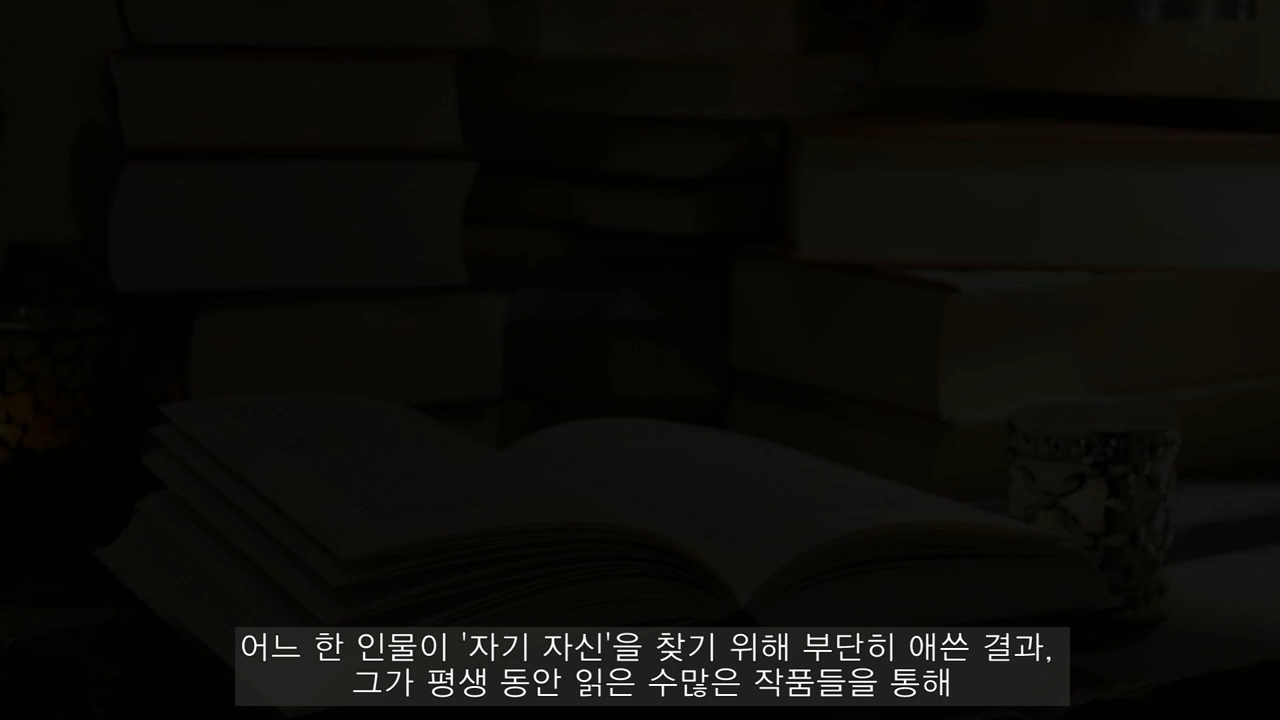 어느 한 인물이 '자기 자신'을 찾기 위해 부단히 애쓴 결과,
그가 평생 동안 읽은 수많은 작품들을 통해